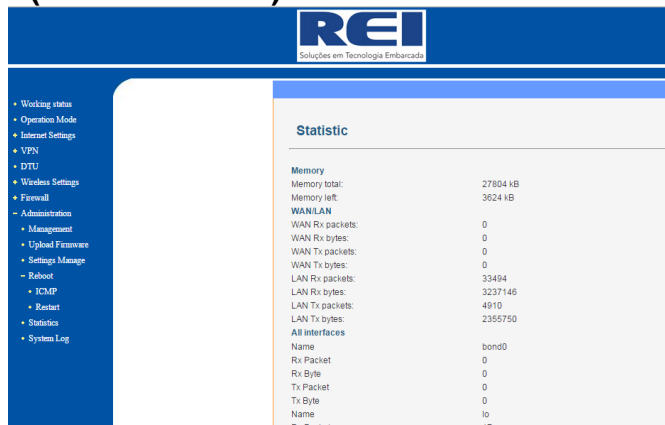 REI
Soluções em Tecnologia Embarcada
Working status
Operation Mode
Internet Settings
VPN
DTU
Wireless Settings
Firewall
Administration
Management
Upload Firmware
Settings Manage
Reboot
ICMP
Restart
Statistics
System Log
Statistic
Memory
Memory total: 27804 kB
Memory left: 3624 kB
WAN/LAN
WAN Rx packets: 0
WAN Rx bytes: 0
WAN Tx packets: 0
WAN Tx bytes: 0
LAN Rx packets: 33494
LAN Rx bytes: 3237146
LAN Tx packets: 4910
LAN Tx bytes: 2355750
All interfaces
Name bond0
Rx Packet 0
Rx Byte 0
Tx Packet 0
Tx Byte 0
Name lo